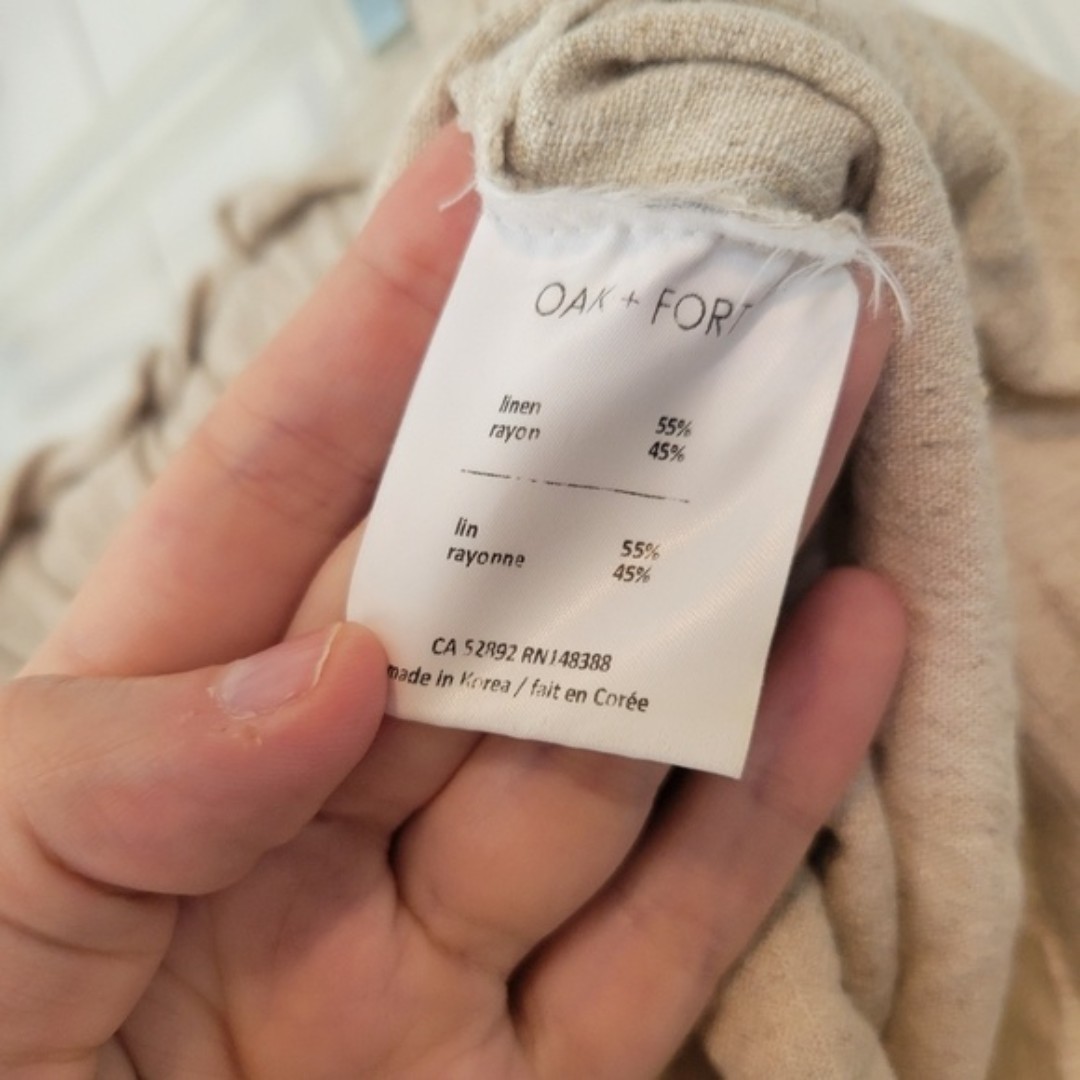 OAK + FORT
linen 55%
rayon 45%
lin 55%
rayonne 45%
CA 52892 RN148388
made in Korea / fait en Corée